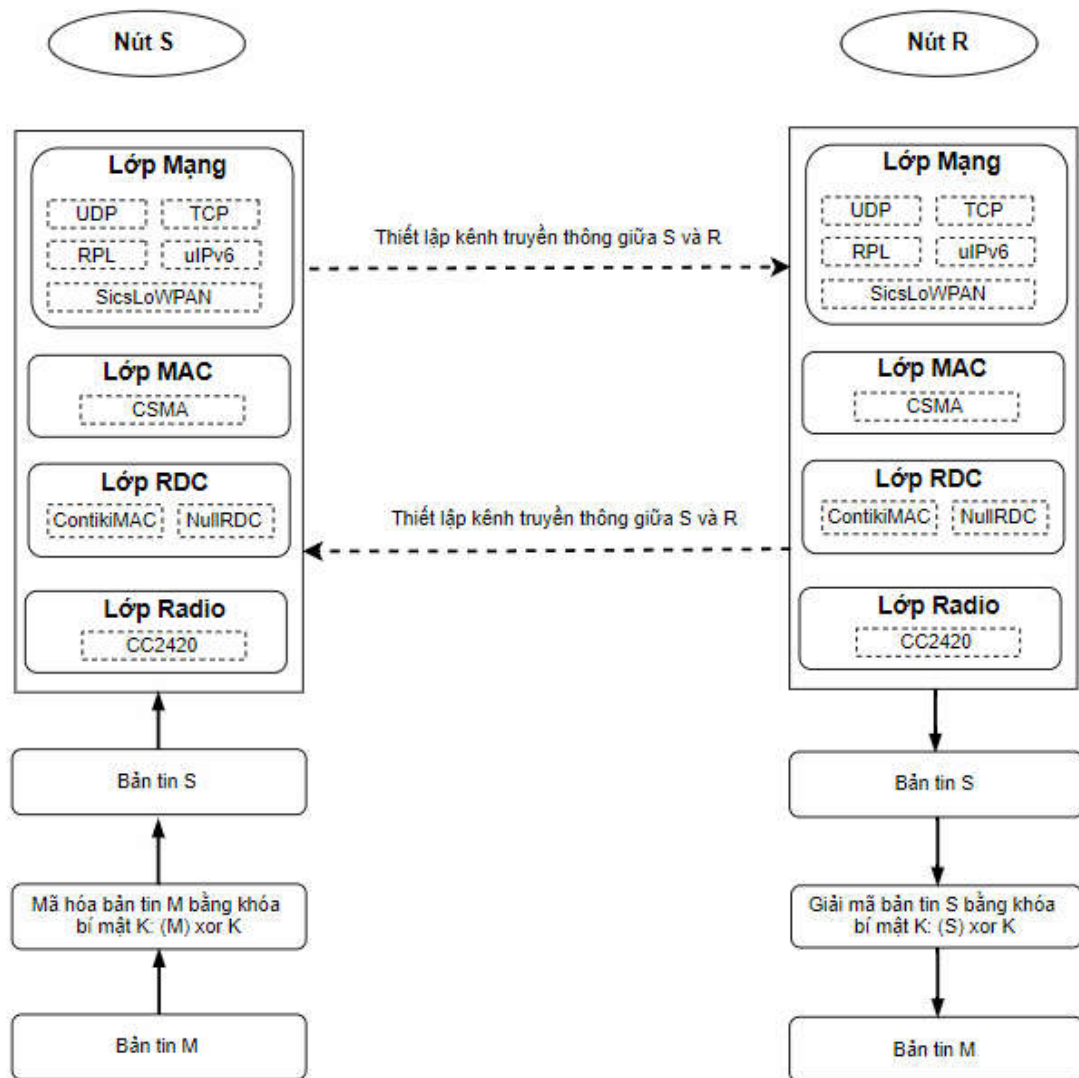 Nút S
Nút R
Lớp Mạng
UDP
TCP
RPL
uIPv6
SicsLoWPAN
Lớp MAC
CSMA
Lớp RDC
ContikiMAC
NullRDC
Lớp Radio
CC2420
Thiết lập kênh truyền thông giữa S và R
Thiết lập kênh truyền thông giữa S và R
Lớp Mạng
UDP
TCP
RPL
uIPv6
SicsLoWPAN
Lớp MAC
CSMA
Lớp RDC
ContikiMAC
NullRDC
Lớp Radio
CC2420
Bản tin S
Mã hóa bản tin M bằng khóa
bí mật K: (M) xor K
Bản tin M
Bản tin S
Giải mã bản tin S bằng khóa
bí mật K: (S) xor K
Bản tin M